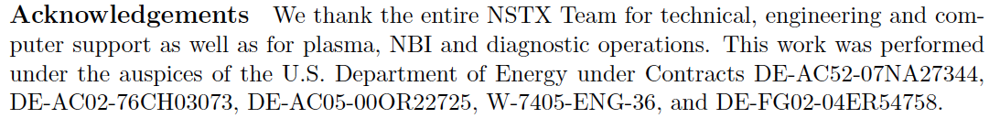 Acknowledgements We thank the entire NSTX Team for technical, engineering and com-
puter support as well as for plasma, NBI and diagnostic operations. This work was performed
under the auspices of the U.S. Department of Energy under Contracts DE-AC52-07NA27344,
DE-AC02-76CH03073, DE-AC05-00OR22725, W-7405-ENG-36, and DE-FG02-04ER54758.